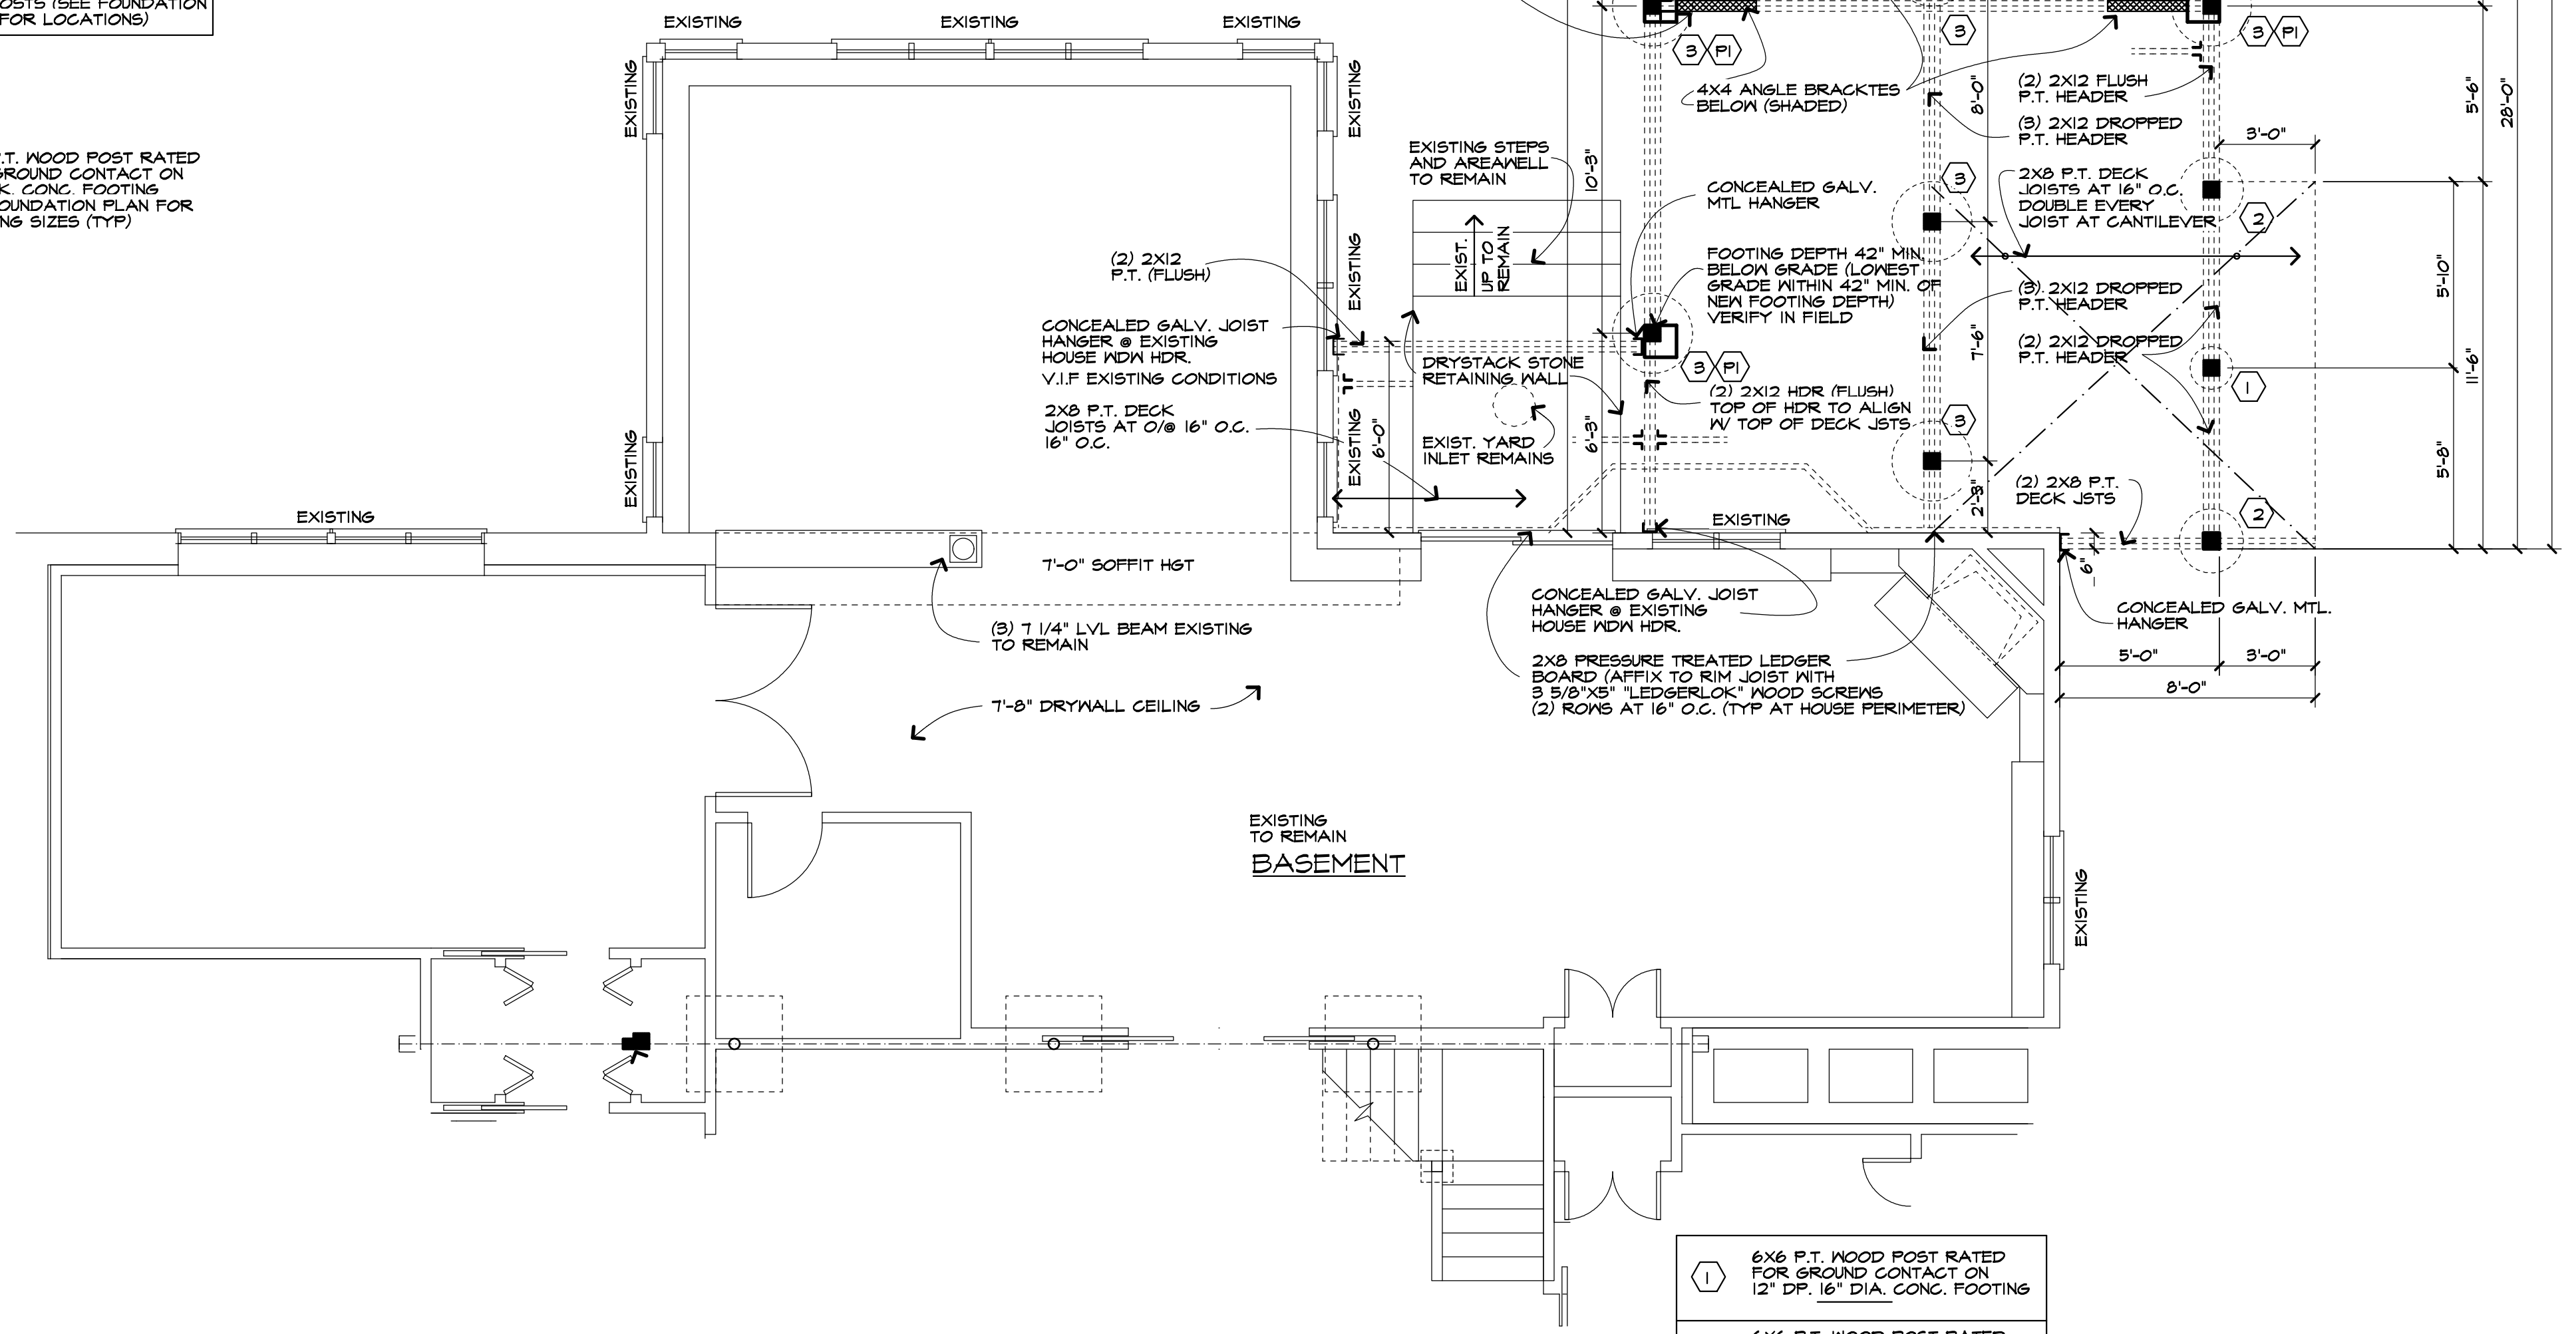 OSTS (SEE FOUNDATION
FOR LOCATIONS)
.T. WOOD POST RATED
GROUND CONTACT ON
K. CONC. FOOTING
OUNDATION PLAN FOR
NG SIZES (TYP)
EXISTING
EXISTING
EXISTING
EXISTING
EXISTING
EXISTING
EXISTING
EXISTING
EXISTING
(2) 2X12
P.T. (FLUSH)
CONCEALED GALV. JOIST
HANGER @ EXISTING
HOUSE WDW HDR.
V.I.F EXISTING CONDITIONS
2X8 P.T. DECK
JOISTS AT O/@ 16" O.C.
16" O.C.
6'-0"
EXISTING STEPS
AND AREAWELL
TO REMAIN
EXIST.
UP TO
REMAIN
DRYSTACK STONE
RETAINING WALL
EXIST. YARD
INLET REMAINS
10'-3"
6'-3"
3
P1
4X4 ANGLE BRACKTES
BELOW (SHADED)
CONCEALED GALV.
MTL HANGER
FOOTING DEPTH 42" MIN.
BELOW GRADE (LOWEST
GRADE WITHIN 42" MIN. OF
NEW FOOTING DEPTH)
VERIFY IN FIELD
3
P1
(2) 2X12 HDR (FLUSH)
TOP OF HDR TO ALIGN
W/ TOP OF DECK JSTS
3
3
3
8'-0"
7'-6"
2'-3"
3
P1
(2) 2X12 FLUSH
P.T. HEADER
(3) 2X12 DROPPED
P.T. HEADER
2X8 P.T. DECK
JOISTS AT 16" O.C.
DOUBLE EVERY
JOIST AT CANTILEVER
(3) 2X12 DROPPED
P.T. HEADER
(2) 2X12 DROPPED
P.T. HEADER
(2) 2X8 P.T.
DECK JSTS
3'-0"
2
1
2
5'-6"
28'-0"
5'-10"
11'-6"
5'-8"
6"
CONCEALED GALV. MTL.
HANGER
5'-0"
3'-0"
8'-0"
EXISTING
7'-0" SOFFIT HGT
(3) 7 1/4" LVL BEAM EXISTING
TO REMAIN
7'-8" DRYWALL CEILING
CONCEALED GALV. JOIST
HANGER @ EXISTING
HOUSE WDW HDR.
2X8 PRESSURE TREATED LEDGER
BOARD (AFFIX TO RIM JOIST WITH
3 5/8"X5" "LEDGERLOK" WOOD SCREWS
(2) ROWS AT 16" O.C. (TYP AT HOUSE PERIMETER)
EXISTING
TO REMAIN
BASEMENT
EXISTING
1
6X6 P.T. WOOD POST RATED
FOR GROUND CONTACT ON
12" DP. 16" DIA. CONC. FOOTING
6X6 P.T. WOOD POST RATED